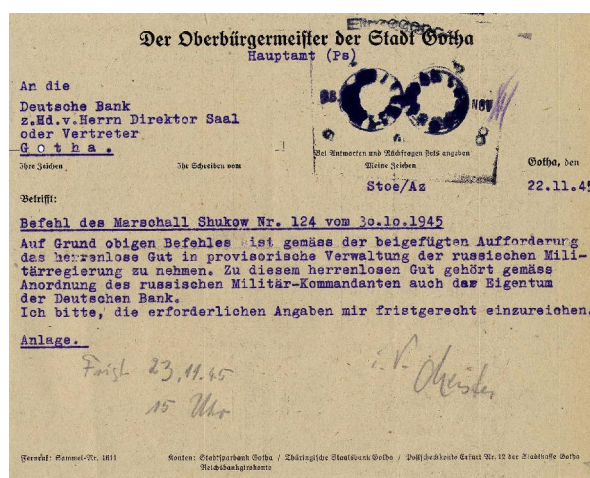 Der Oberbürgermeister der Stadt Gotha
Hauptamt (Ps)
An die
Deutsche Bank
z.Hd.v.Herrn Direktor Saal
oder Vertreter
G o t h a .
NOV
8
Bei Antworten und Rückfragen stets angeben
Ihre Zeichen Ihr Schreiben vom Meine Zeichen Gotha, den
Stoe/Az 22.11.45
Betrifft:
Befehl des Marschall Shukow Nr. 124 vom 30.10.1945
Auf Grund obigen Befehles ist gemäss der beigefügten Aufforderung
das herrenlose Gut in provisorische Verwaltung der russischen Mili-
tärregierung zu nehmen. Zu diesem herrenlosen Gut gehört gemäss
Anordnung des russischen Militär-Kommandanten auch das Eigentum
der Deutschen Bank.
Ich bitte, die erforderlichen Angaben mir fristgerecht einzureichen.
Anlage.
Frist 23.11.45
15 Uhr
i.V.
Fernruf: Sammel-Nr. 1611 Konten: Stadtsparbank Gotha / Thüringische Staatsbank Gotha / Postscheckkonto Erfurt Nr. 12 der Stadtkasse Gotha
Reichsbankgirokonto